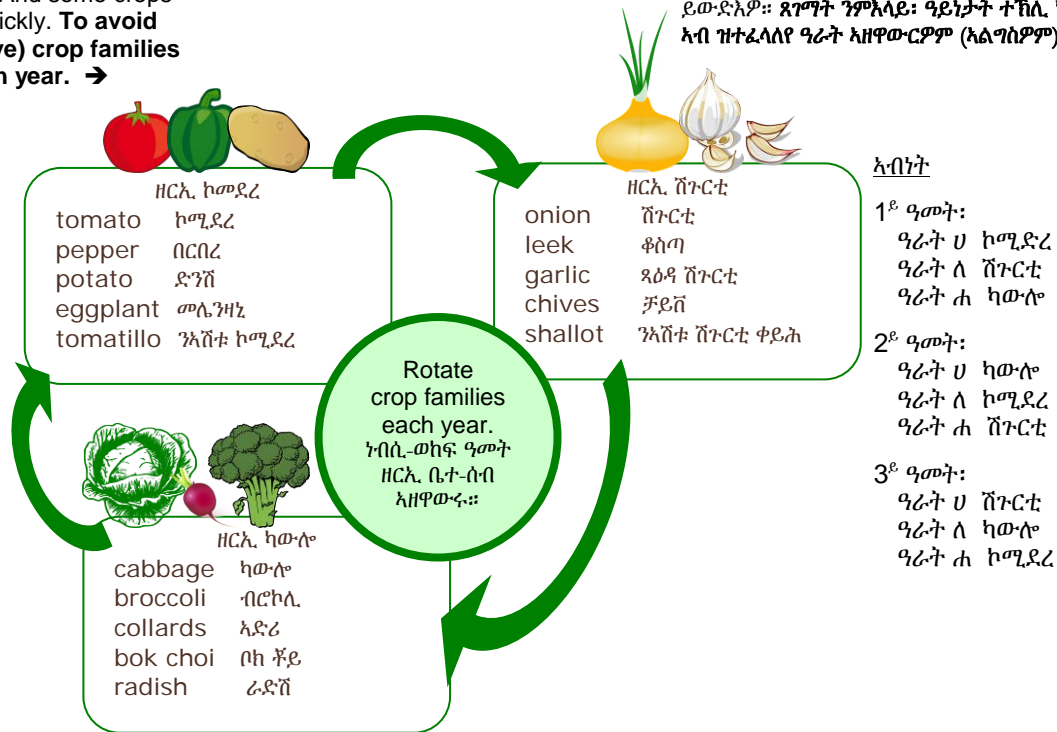 ickly. To avoid
ve) crop families
year. ➔
ይውድእዎ። ጸገማት ንምእላይ፡ ዓይነታት ተኽሊ
ኣብ ዝተፈላለየ ዓራት ኣዘዋውርዎም (ኣልግስዎም)
ዘርኢ ኮመደረ
tomato ኮሚደረ
pepper በርበረ
potato ድንሽ
eggplant መሌንዛኒ
tomatillo ንኣሽቱ ኮሚደረ
ዘርኢ ሽጉርቲ
onion ሽጉርቲ
leek ቆስጣ
garlic ጻዕዳ ሽጉርቲ
chives ቻይቨ
shallot ንኣሽቱ ሽጉርቲ ቀይሕ
Rotate
crop families
each year.
ነብሲ-ወከፍ ዓመት
ዘርኢ ቤተ-ሰብ
ኣዘዋውሩ።
ዘርኢ ካውሎ
cabbage ካውሎ
broccoli ብሮኮሊ
collards ኣድሪ
bok choi ቦክ ቾይ
radish ራድሽ
ኣብነት
1ይ ዓመት፡
ዓራት ሀ ኮሚድረ
ዓራት ለ ሽጉርቲ
ዓራት ሐ ካውሎ
2ይ ዓመት፡
ዓራት ሀ ካውሎ
ዓራት ለ ኮሚደረ
ዓራት ሐ ሽጉርቲ
3ይ ዓመት፡
ዓራት ሀ ሽጉርቲ
ዓራት ለ ካውሎ
ዓራት ሐ ኮሚደረ